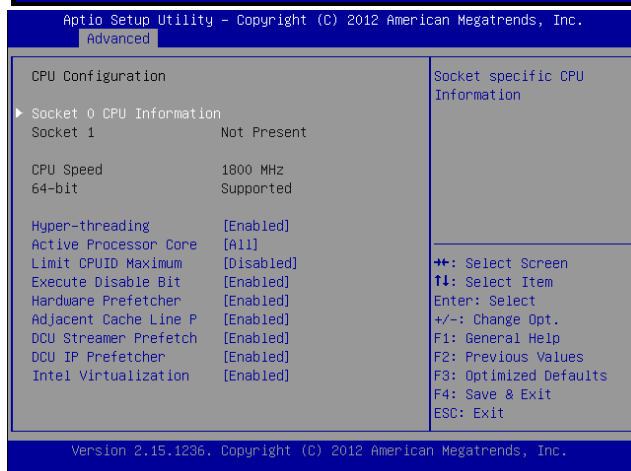 Aptio Setup Utility – Copyright (C) 2012 American Megatrends, Inc.
Advanced
CPU Configuration
Socket 0 CPU Information
Socket 1 Not Present
CPU Speed 1800 MHz
64-bit Supported
Hyper-threading [Enabled]
Active Processor Core [All]
Limit CPUID Maximum [Disabled]
Execute Disable Bit [Enabled]
Hardware Prefetcher [Enabled]
Adjacent Cache Line P [Enabled]
DCU Streamer Prefetch [Enabled]
DCU IP Prefetcher [Enabled]
Intel Virtualization [Enabled]
Socket specific CPU
Information
→←: Select Screen
↑↓: Select Item
Enter: Select
+/-: Change Opt.
F1: General Help
F2: Previous Values
F3: Optimized Defaults
F4: Save & Exit
ESC: Exit
Version 2.15.1236. Copyright (C) 2012 American Megatrends, Inc.